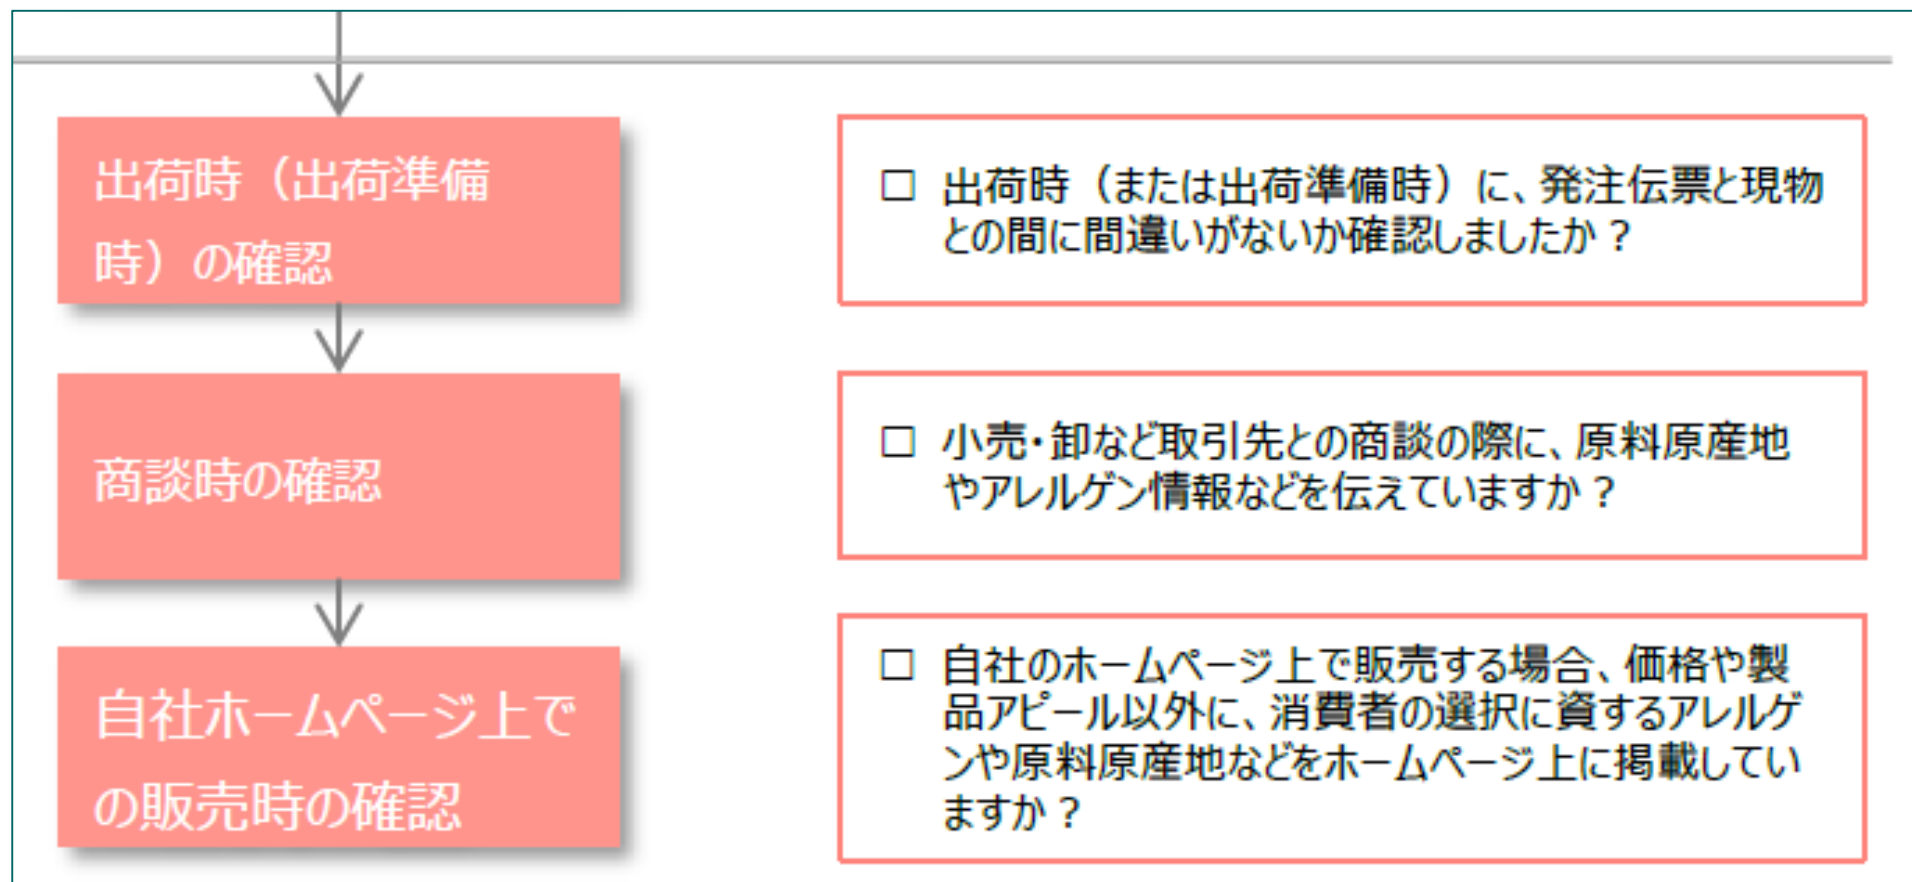 出荷時（出荷準備
時）の確認
□ 出荷時（または出荷準備時）に、発注伝票と現物
との間に間違いがないか確認しましたか？
商談時の確認
□ 小売・卸など取引先との商談の際に、原料原産地
やアレルゲン情報などを伝えていますか？
自社ホームページ上で
の販売時の確認
□ 自社のホームページ上で販売する場合、価格や製
品アピール以外に、消費者の選択に資するアレルゲ
ンや原料原産地などをホームページ上に掲載してい
ますか？